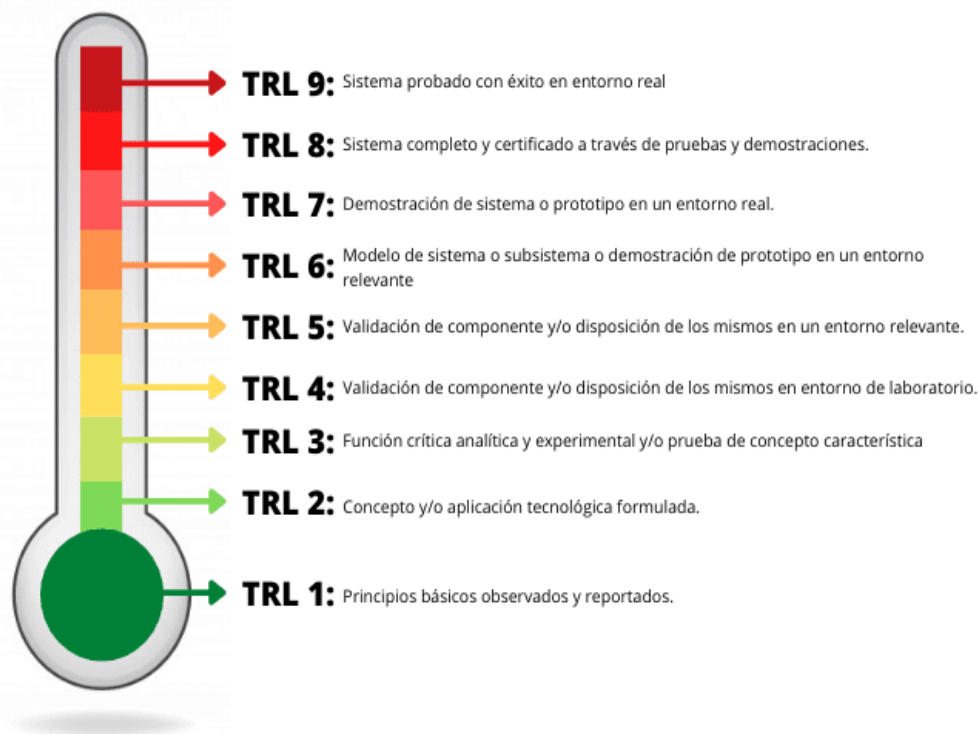 TRL 9: Sistema probado con éxito en entorno real
TRL 8: Sistema completo y certificado a través de pruebas y demostraciones.
TRL 7: Demostración de sistema o prototipo en un entorno real.
TRL 6: Modelo de sistema o subsistema o demostración de prototipo en un entorno
relevante
TRL 5: Validación de componente y/o disposición de los mismos en un entorno relevante.
TRL 4: Validación de componente y/o disposición de los mismos en entorno de laboratorio.
TRL 3: Función crítica analítica y experimental y/o prueba de concepto característica
TRL 2: Concepto y/o aplicación tecnológica formulada.
TRL 1: Principios básicos observados y reportados.